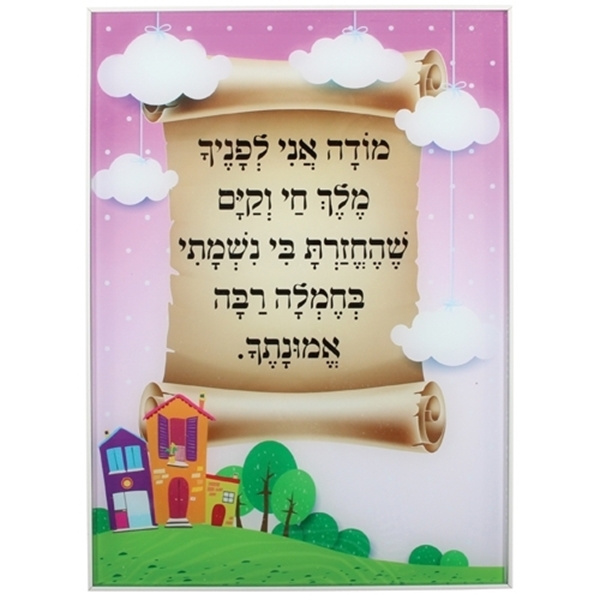 מוֹדָה אֲנִי לְפָנֶיךָ
מֶלֶךְ חַי וְקַיָּם
שֶׁהֶחֱזַרְתָּ בִּי נִשְׁמָתִי
בְּחֶמְלָה רַבָּה
אֱמוּנָתֶךָ.